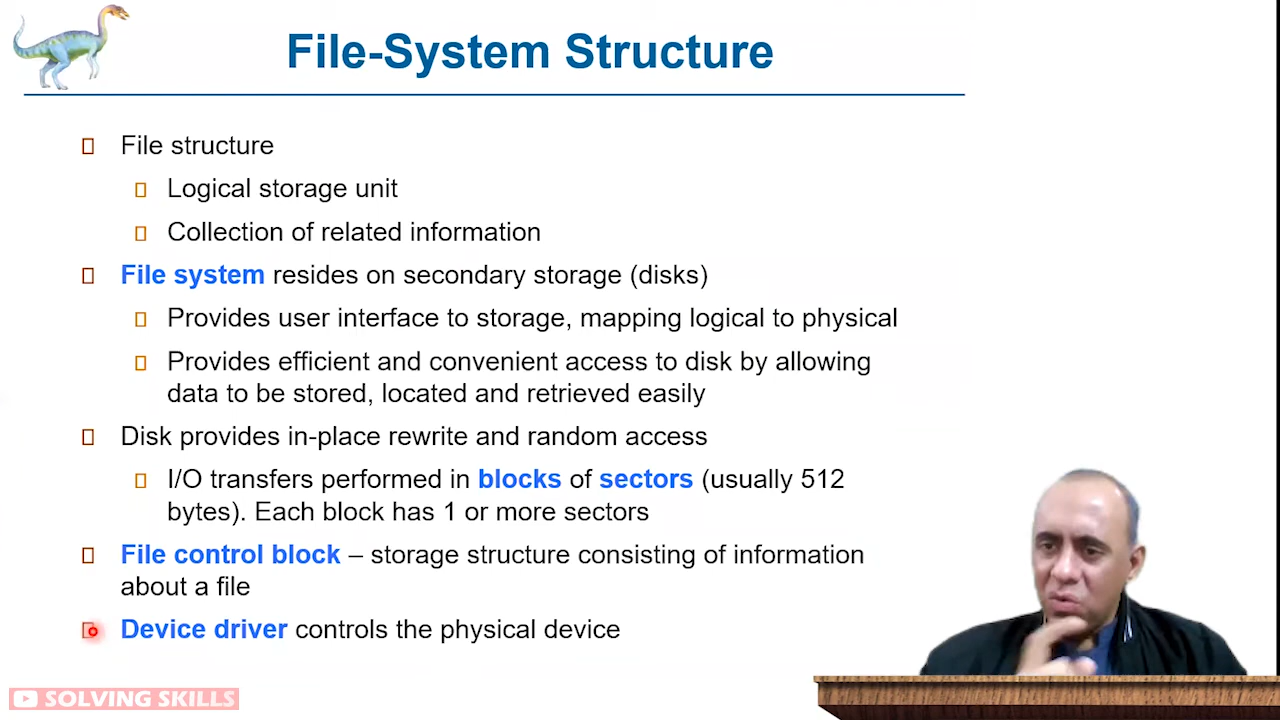 File-System Structure
File structure
Logical storage unit
Collection of related information
File system resides on secondary storage (disks)
Provides user interface to storage, mapping logical to physical
Provides efficient and convenient access to disk by allowing
data to be stored, located and retrieved easily
Disk provides in-place rewrite and random access
I/O transfers performed in blocks of sectors (usually 512
bytes). Each block has 1 or more sectors
File control block – storage structure consisting of information
about a file
Device driver controls the physical device
SOLVING SKILLS